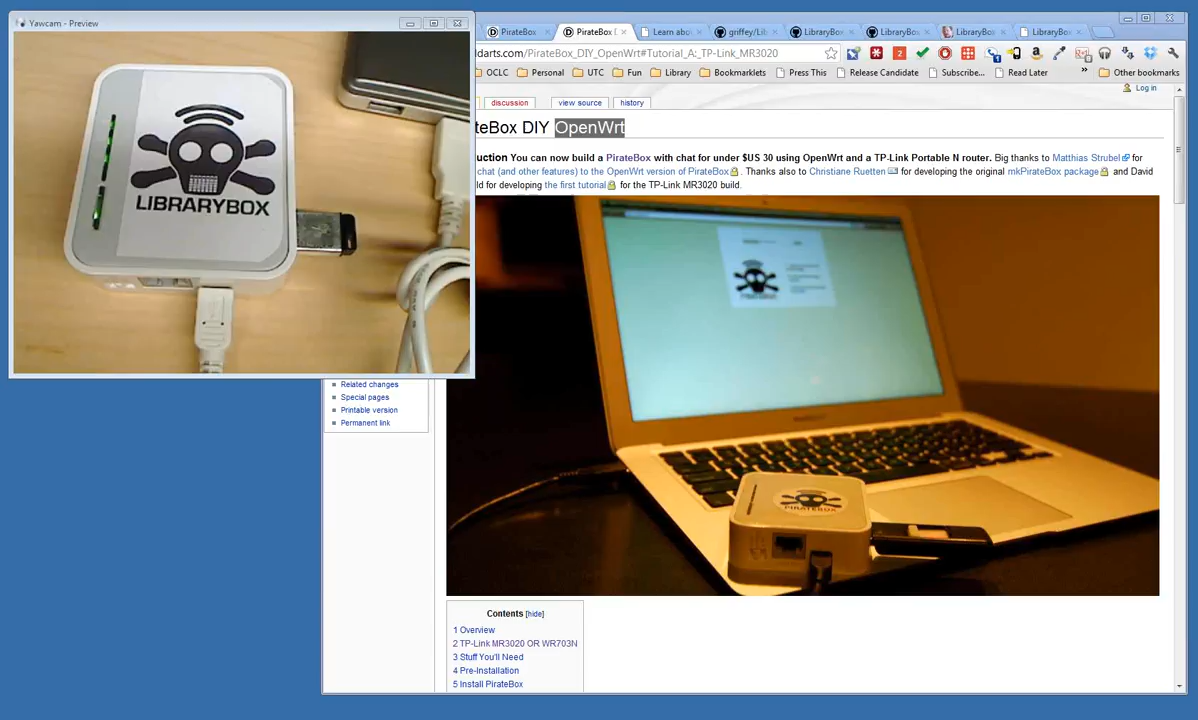 Yawcam - Preview
LIBRARYBOX
PirateBox
PirateBox
Learn abo
griffey/Lib
LibraryBox
LibraryBox
LibraryBox
LibraryBox
ldarts.com/PirateBox_DIY_OpenWrt#Tutorial_A:_TP-Link_MR3020
OCLC
Personal
UTC
Fun
Library
Bookmarklets
Press This
Release Candidate
Subscribe...
Read Later
»
Other bookmarks
Log in
discussion
view source
history
teBox DIY OpenWrt
uction You can now build a PirateBox with chat for under $US 30 using OpenWrt and a TP-Link Portable N router. Big thanks to Matthias Strubel for
chat (and other features) to the OpenWrt version of PirateBox. Thanks also to Christiane Ruetten for developing the original mkPirateBox package and David
ld for developing the first tutorial for the TP-Link MR3020 build.
PIRATEBOX
Related changes
Special pages
Printable version
Permanent link
Contents [hide]
1 Overview
2 TP-Link MR3020 OR WR703N
3 Stuff You'll Need
4 Pre-Installation
5 Install PirateBox